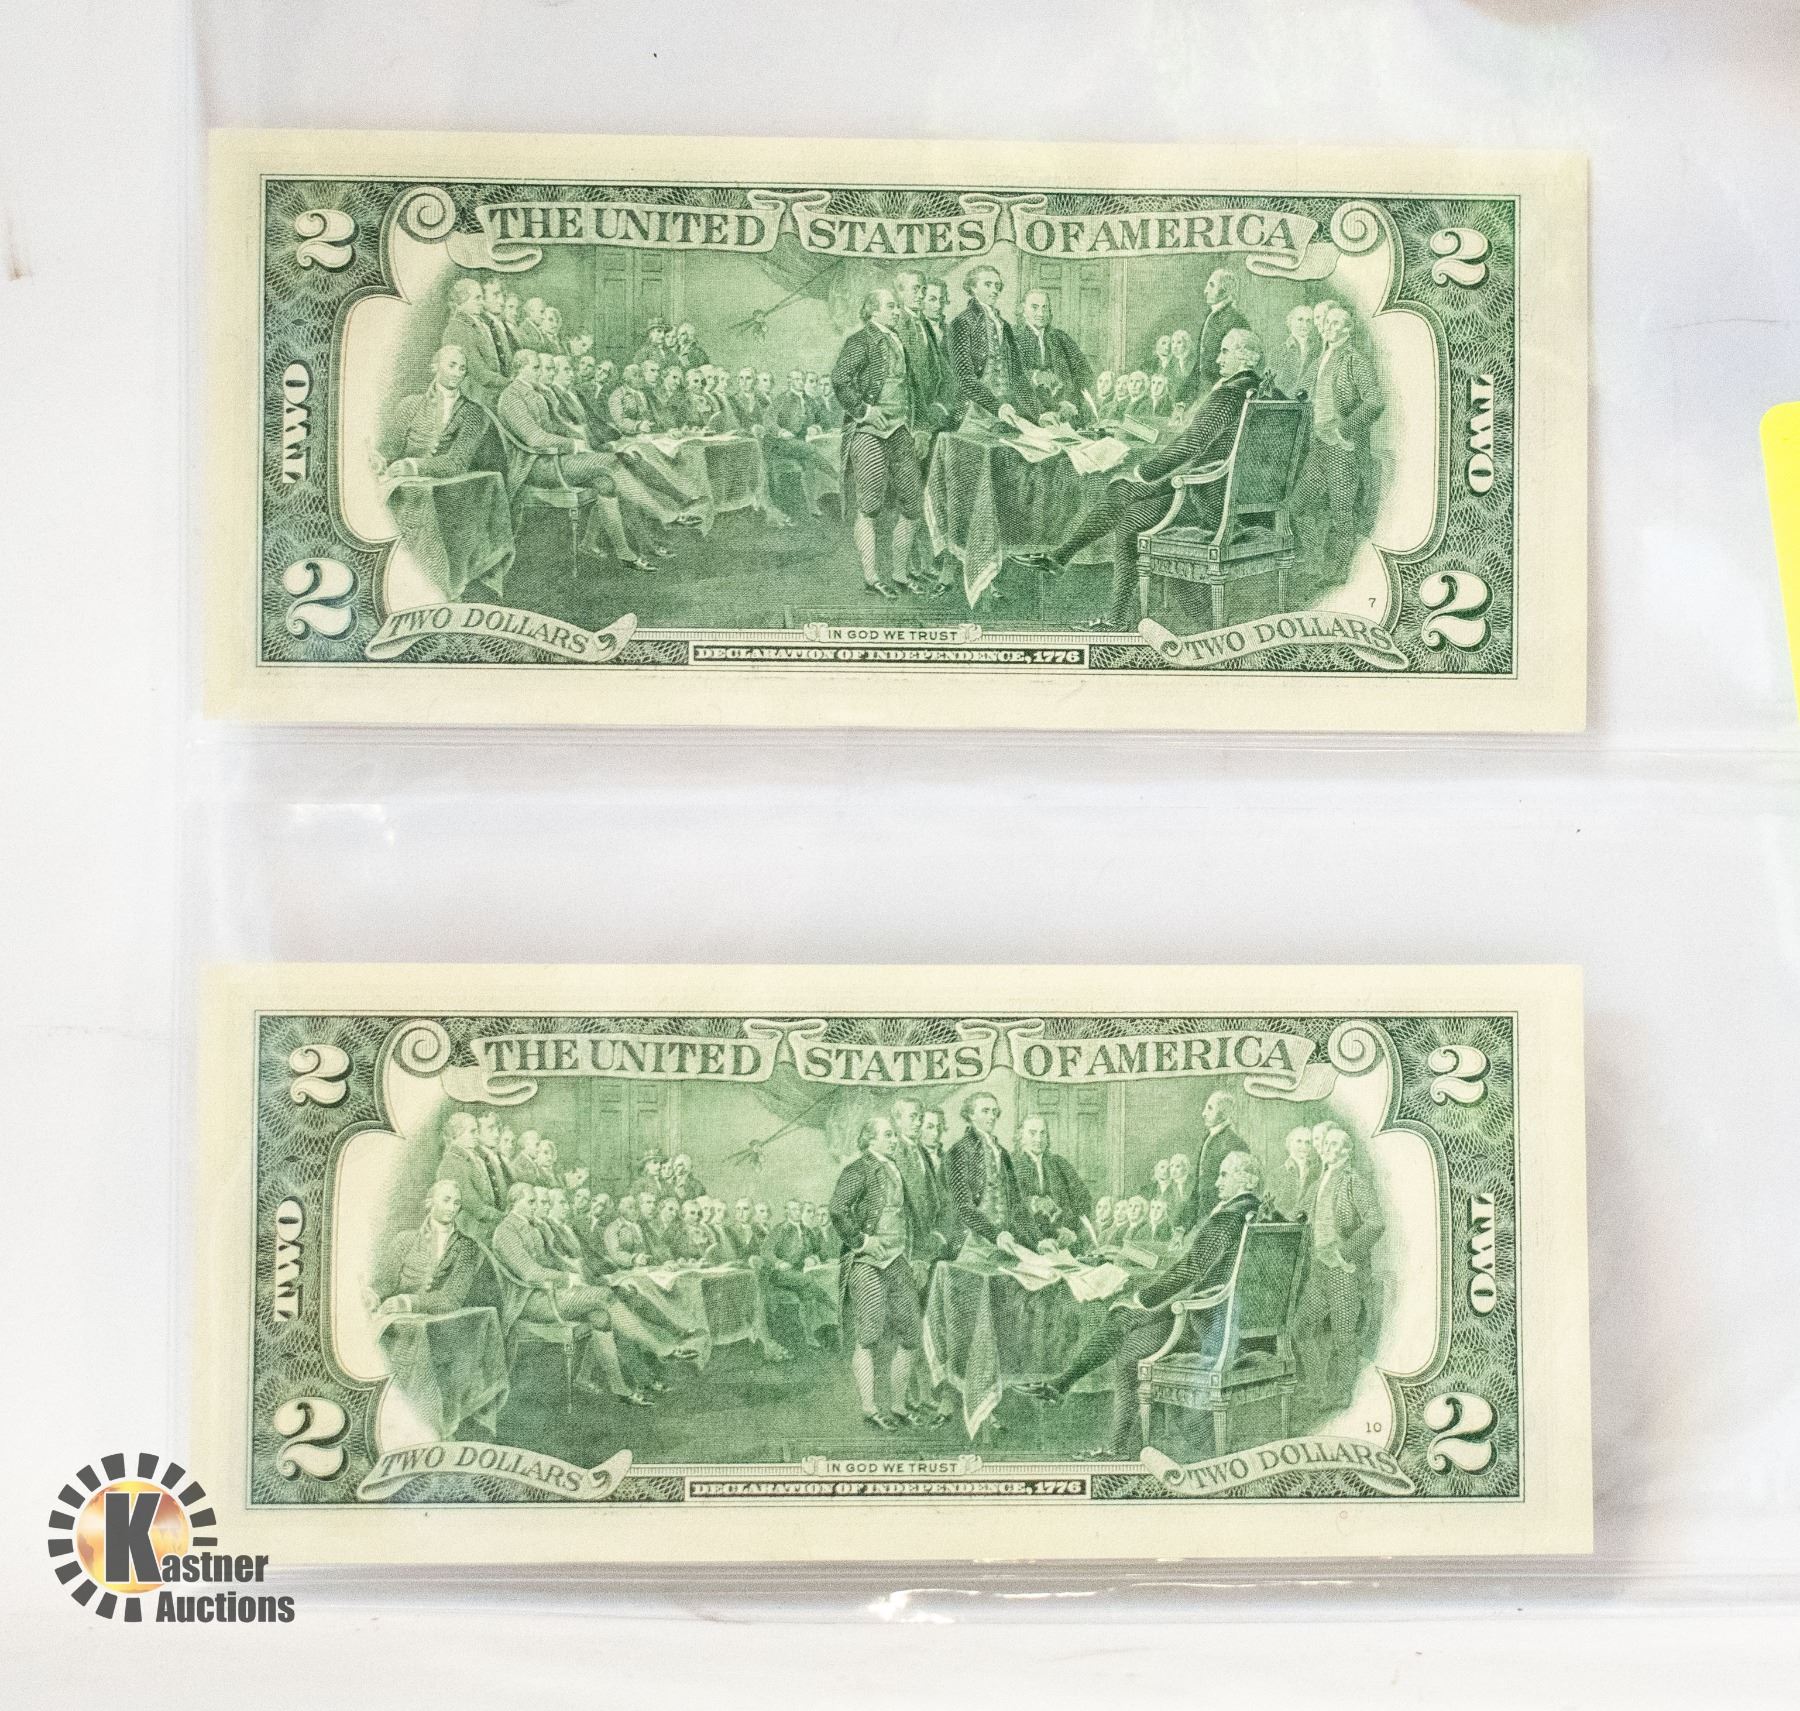 2 THE UNITED STATES OF AMERICA 2
TWO TWO
7
2 TWO DOLLARS IN GOD WE TRUST TWO DOLLARS 2
DECLARATION OF INDEPENDENCE, 1776
2 THE UNITED STATES OF AMERICA 2
TWO TWO
10
2 TWO DOLLARS IN GOD WE TRUST TWO DOLLARS 2
DECLARATION OF INDEPENDENCE, 1776
Kastner
Auctions